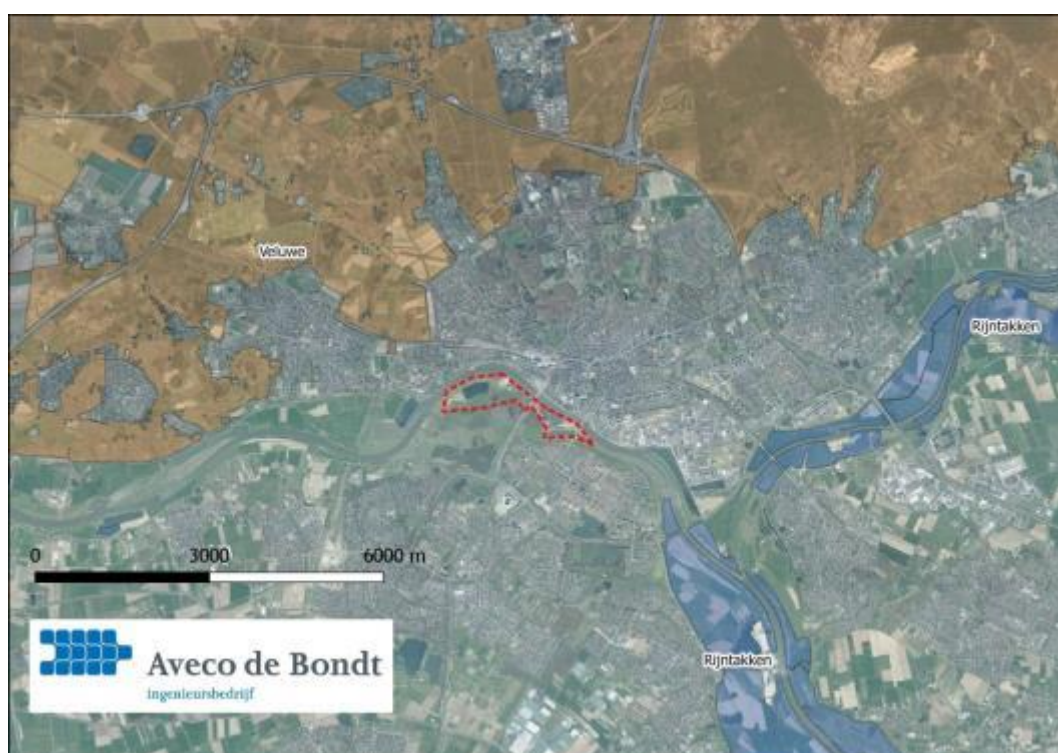 Veluwe
Rijntakken
0 3000 6000 m
Rijntakken
Aveco de Bondt
ingenieursbedrijf